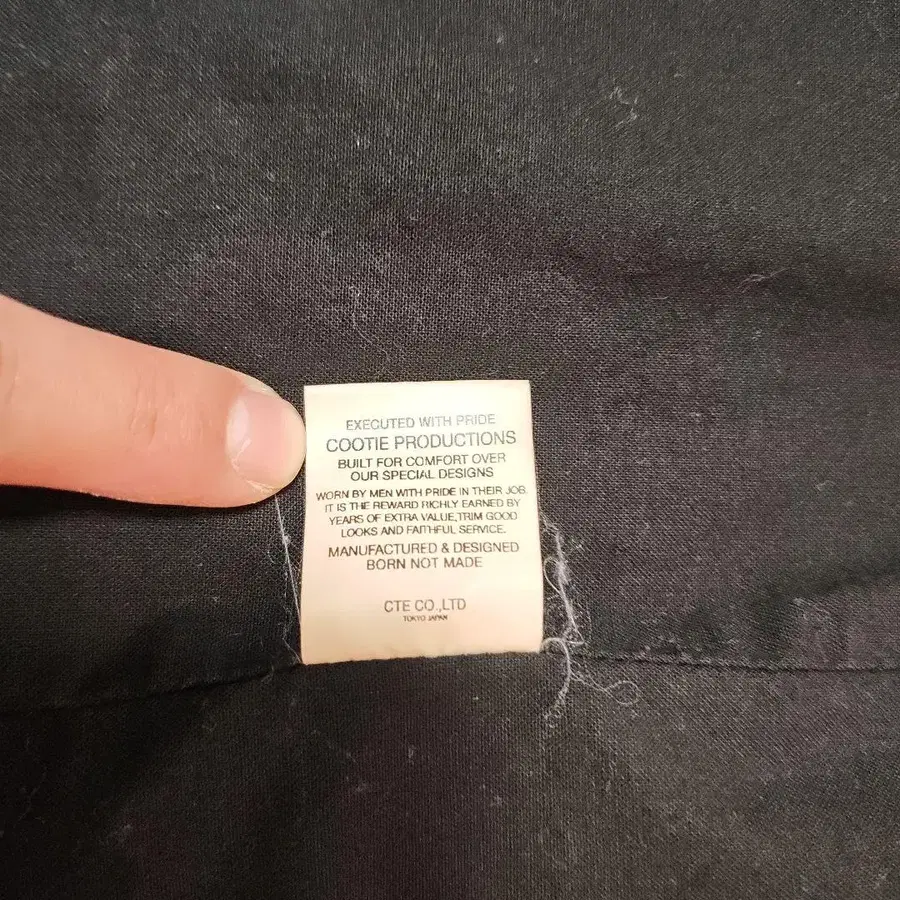 EXECUTED WITH PRIDE
COOTIE PRODUCTIONS
BUILT FOR COMFORT OVER
OUR SPECIAL DESIGNS
WORN BY MEN WITH PRIDE IN THEIR JOB.
IT IS THE REWARD RICHLY EARNED BY
YEARS OF EXTRA VALUE,TRIM GOOD
LOOKS AND FAITHFUL SERVICE.
MANUFACTURED & DESIGNED
BORN NOT MADE
CTE CO.,LTD
TOKYO JAPAN